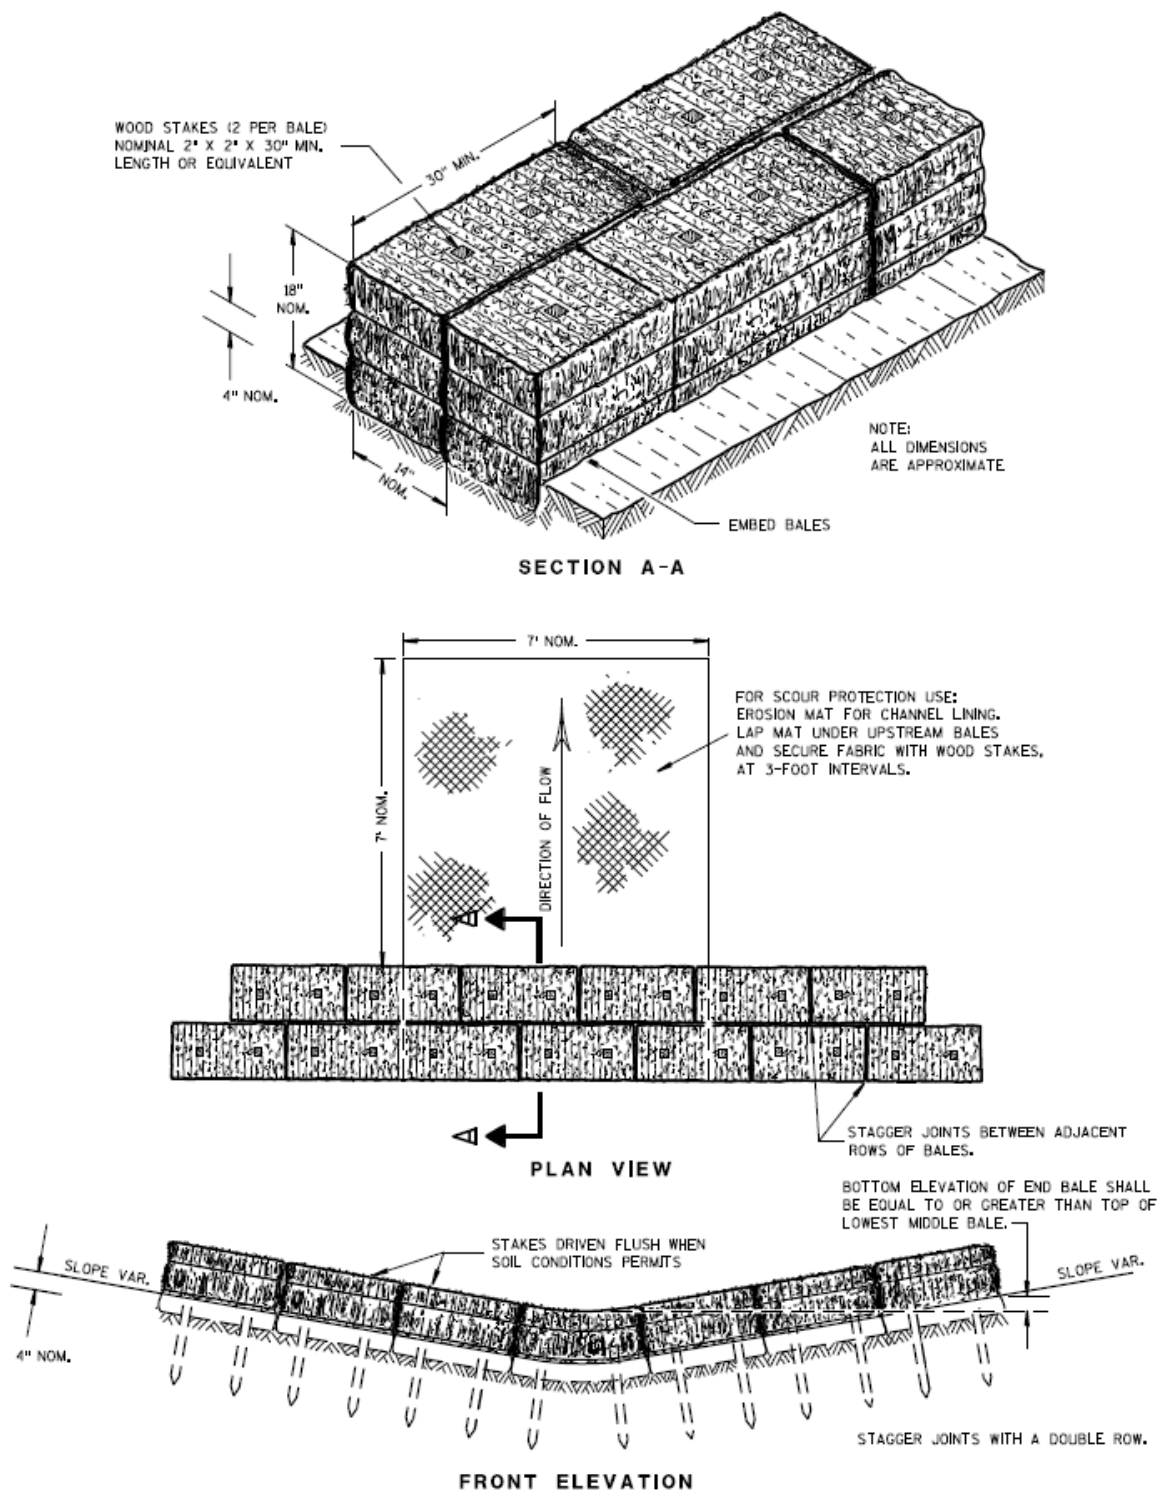 WOOD STAKES (2 PER BALE)
NOMINAL 2" X 2" X 30" MIN.
LENGTH OR EQUIVALENT
30" MIN.
18"
NOM.
4" NOM.
14"
NOM.
NOTE:
ALL DIMENSIONS
ARE APPROXIMATE
EMBED BALES
SECTION A-A
7' NOM.
7' NOM.
DIRECTION OF FLOW
FOR SCOUR PROTECTION USE:
EROSION MAT FOR CHANNEL LINING.
LAP MAT UNDER UPSTREAM BALES
AND SECURE FABRIC WITH WOOD STAKES,
AT 3-FOOT INTERVALS.
A
A
STAGGER JOINTS BETWEEN ADJACENT
ROWS OF BALES.
PLAN VIEW
BOTTOM ELEVATION OF END BALE SHALL
BE EQUAL TO OR GREATER THAN TOP OF
LOWEST MIDDLE BALE.
STAKES DRIVEN FLUSH WHEN
SOIL CONDITIONS PERMITS
SLOPE VAR.
SLOPE VAR.
4" NOM.
STAGGER JOINTS WITH A DOUBLE ROW.
FRONT ELEVATION